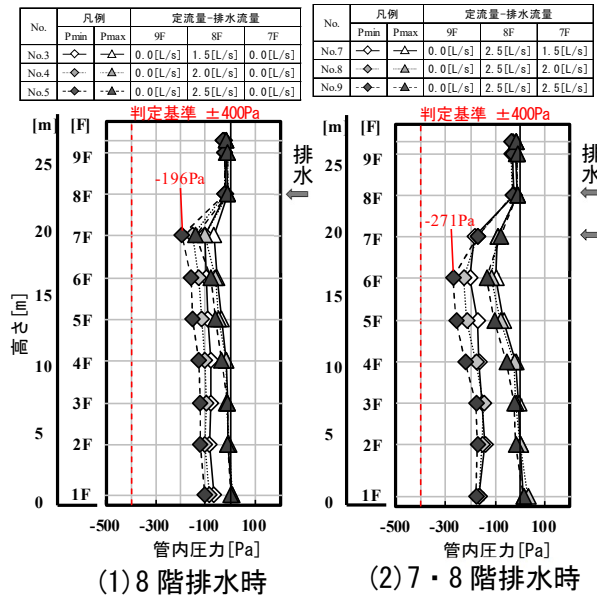 No. 凡例 定流量-排水流量
Pmin Pmax 9F 8F 7F
No.3 0.0[L/s] 1.5[L/s] 0.0[L/s]
No.4 0.0[L/s] 2.0[L/s] 0.0[L/s]
No.5 0.0[L/s] 2.5[L/s] 0.0[L/s]
No. 凡例 定流量-排水流量
Pmin Pmax 9F 8F 7F
No.7 0.0[L/s] 2.5[L/s] 1.5[L/s]
No.8 0.0[L/s] 2.5[L/s] 2.0[L/s]
No.9 0.0[L/s] 2.5[L/s] 2.0[L/s]
判定基準 ±400Pa
[m] [F]
25
20
15
10
5
0
9F
8F
7F
6F
5F
4F
3F
2F
1F
高さ[m]
-196Pa
排水
-500 -300 -100 100
管内圧力[Pa]
(1)8 階排水時
判定基準 ±400Pa
[m] [F]
25
20
15
10
5
0
9F
8F
7F
6F
5F
4F
3F
2F
1F
-271Pa
排水
-500 -300 -100 100
管内圧力[Pa]
(2)7・8 階排水時